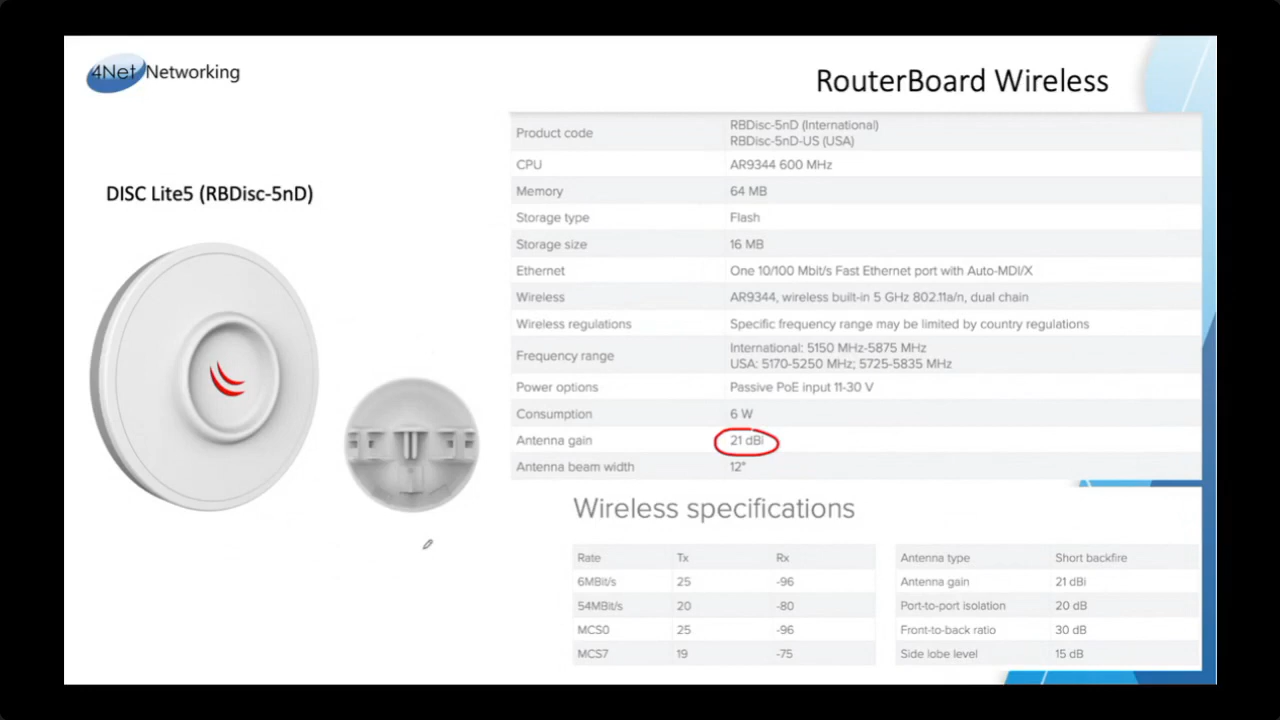 4Net Networking
RouterBoard Wireless
DISC Lite5 (RBDisc-5nD)
Product code RBDisc-5nD (International)
RBDisc-5nD-US (USA)
CPU AR9344 600 MHz
Memory 64 MB
Storage type Flash
Storage size 16 MB
Ethernet One 10/100 Mbit/s Fast Ethernet port with Auto-MDI/X
Wireless AR9344, wireless built-in 5 GHz 802.11a/n, dual chain
Wireless regulations Specific frequency range may be limited by country regulations
Frequency range International: 5150 MHz-5875 MHz
USA: 5170-5250 MHz; 5725-5835 MHz
Power options Passive PoE input 11-30 V
Consumption 6 W
Antenna gain 21 dBi
Antenna beam width 12°
Wireless specifications
Rate Tx Rx
6MBit/s 25 -96
54MBit/s 20 -80
MCS0 25 -96
MCS7 19 -75
Antenna type Short backfire
Antenna gain 21 dBi
Port-to-port isolation 20 dB
Front-to-back ratio 30 dB
Side lobe level 15 dB